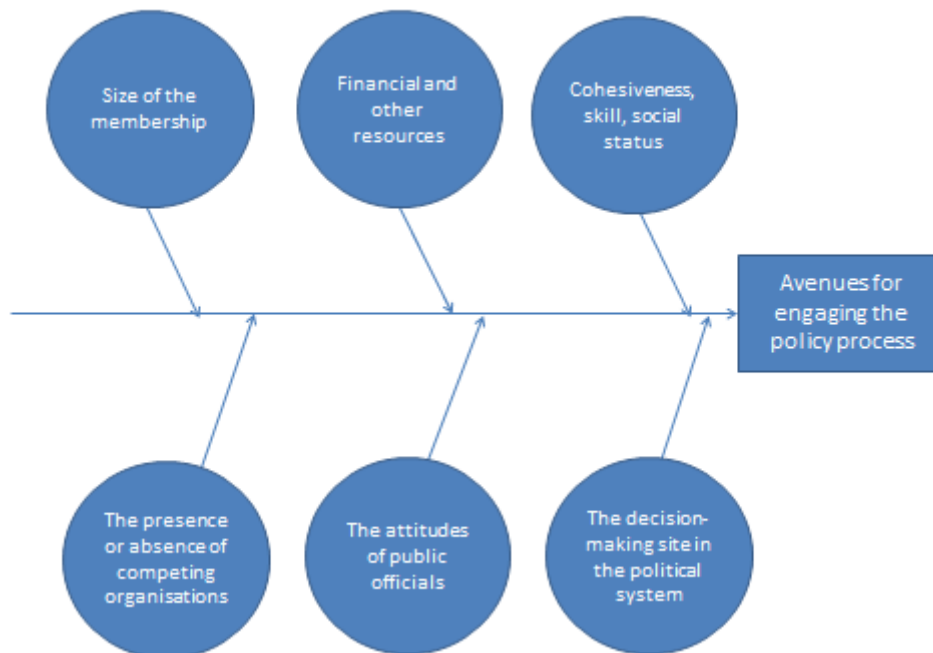 Size of the
membership
Financial and
other
resources
Cohesiveness,
skill, social
status
Avenues for
engaging the
policy process
The presence
or absence of
competing
organisations
The attitudes
of public
officials
The decision-
making site in
the political
system